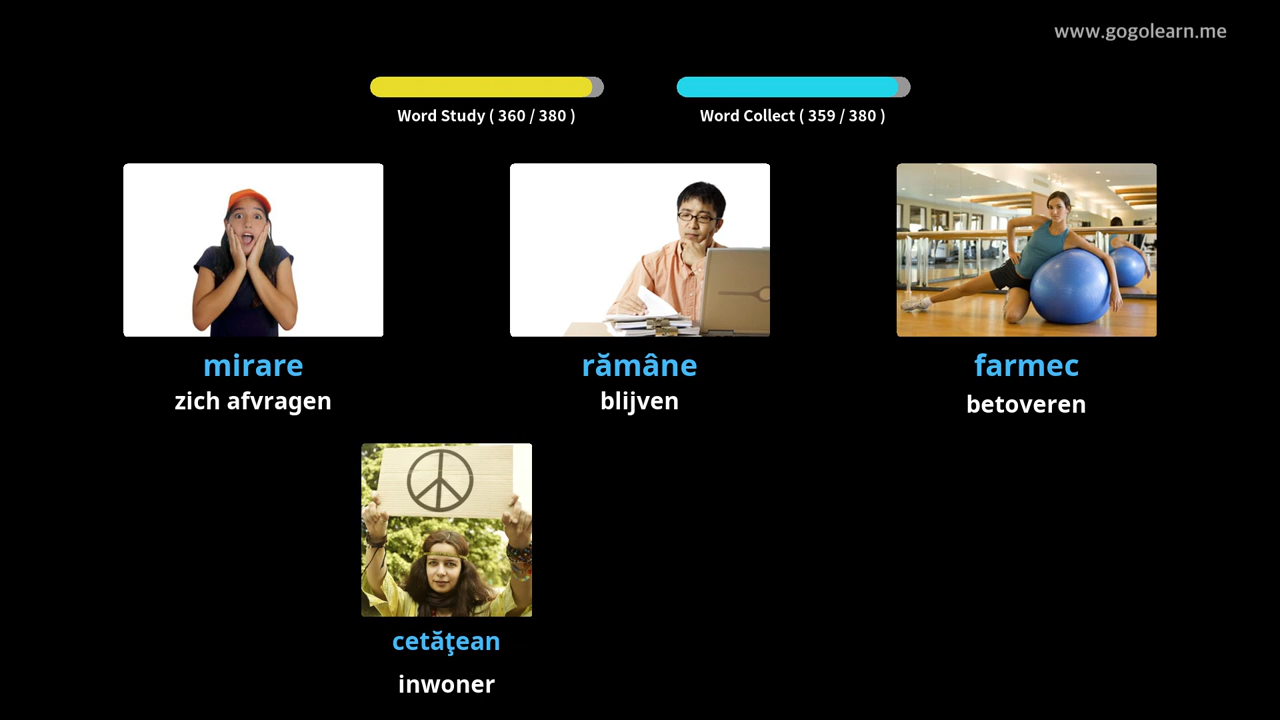 www.gogolearn.me
Word Study ( 360 / 380 )
Word Collect ( 359 / 380 )
mirare
zich afvragen
rămâne
blijven
farmec
betoveren
cetăţean
inwoner